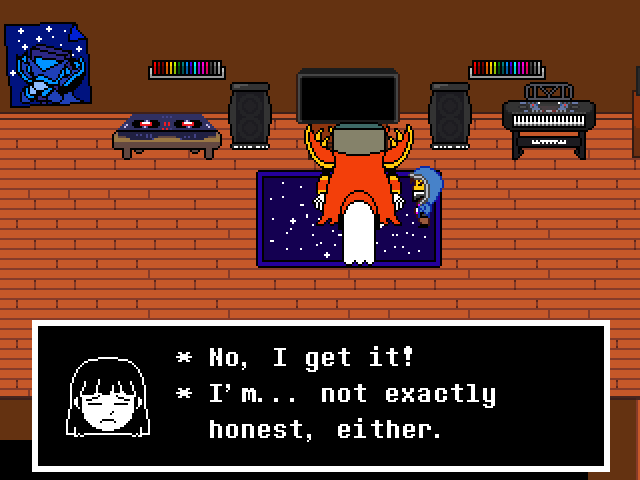 * No, I get it!
* I'm... not exactly
honest, either.